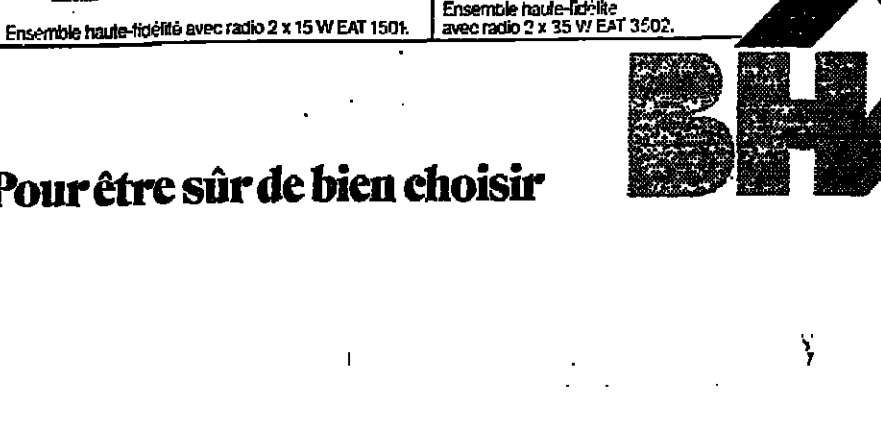 Ensemble haute-fidélité avec radio 2 x 15 W EAT 1501.
Ensemble haute-fidélité
avec radio 2 x 35 W EAT 3502.
Pour être sûr de bien choisir
BH